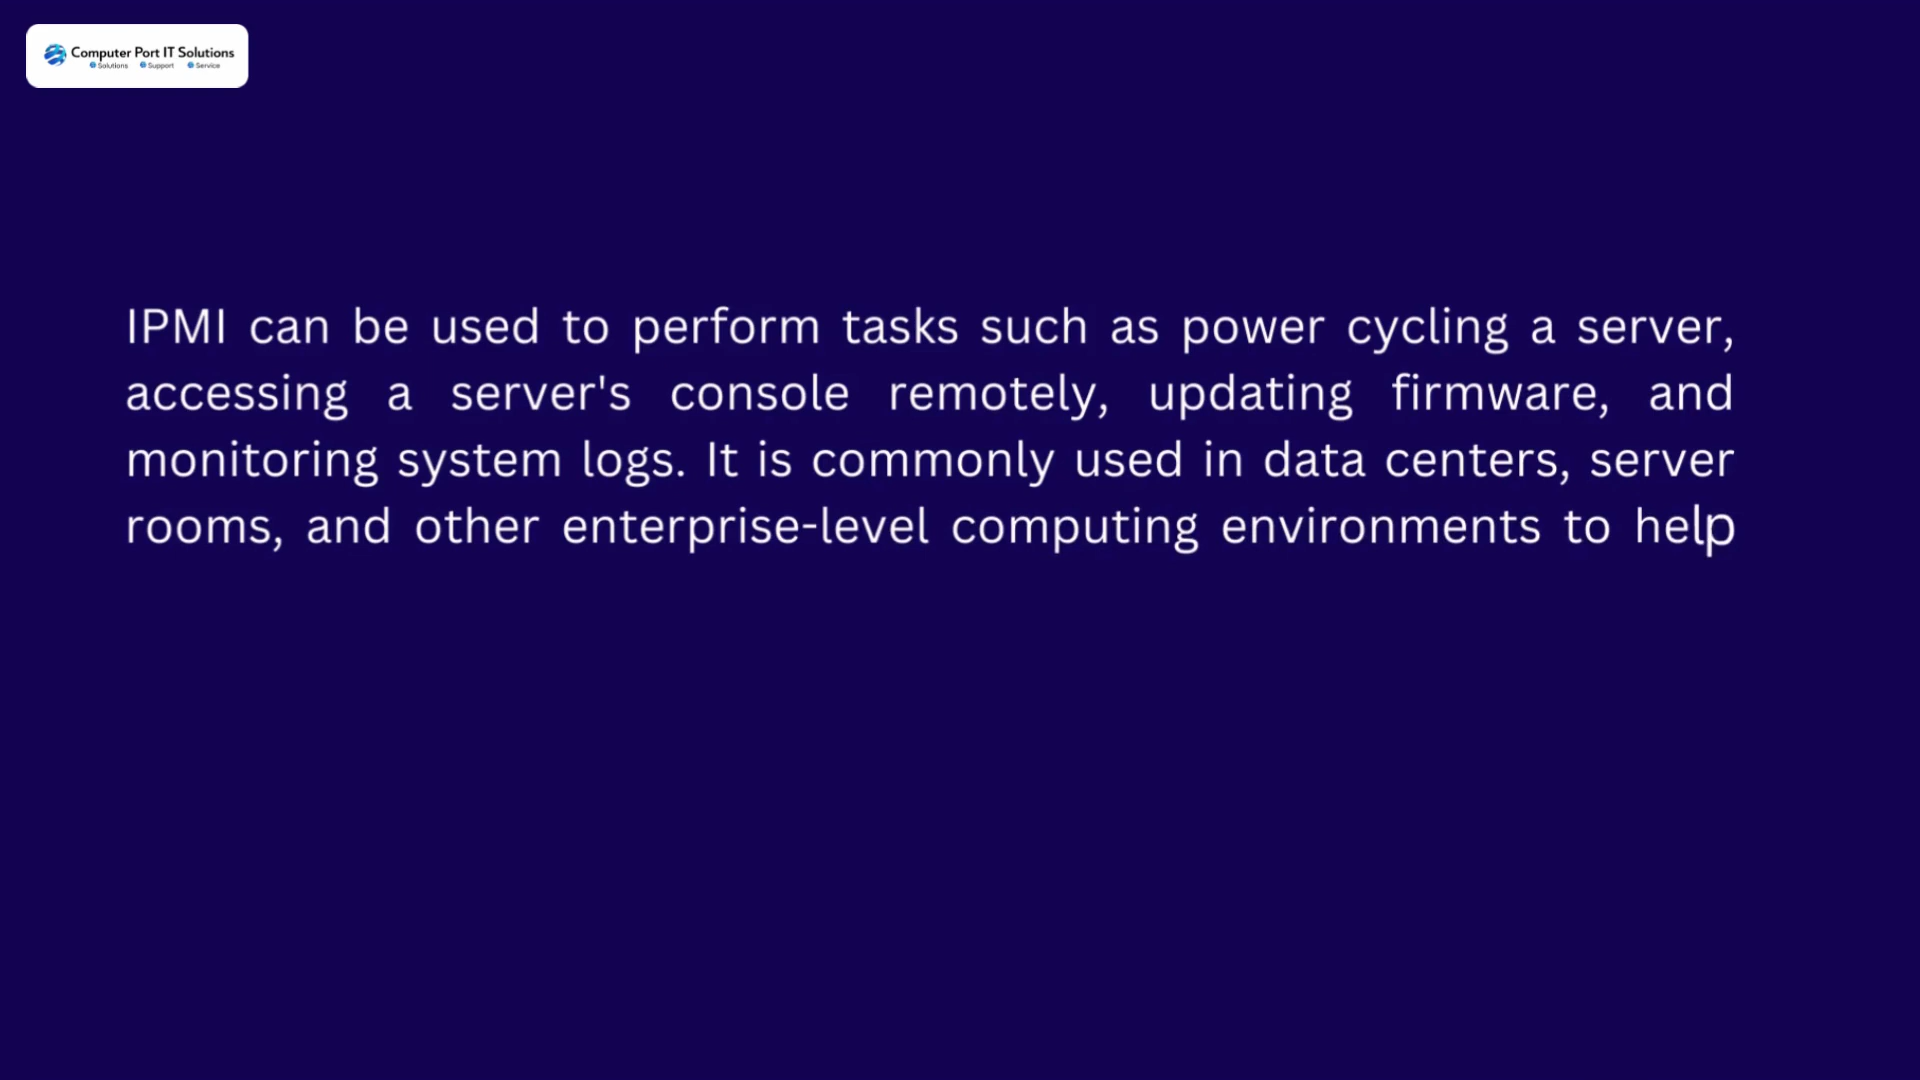 Computer Port IT Solutions
Solutions Support Service
IPMI can be used to perform tasks such as power cycling a server,
accessing a server's console remotely, updating firmware, and
monitoring system logs. It is commonly used in data centers, server
rooms, and other enterprise-level computing environments to help